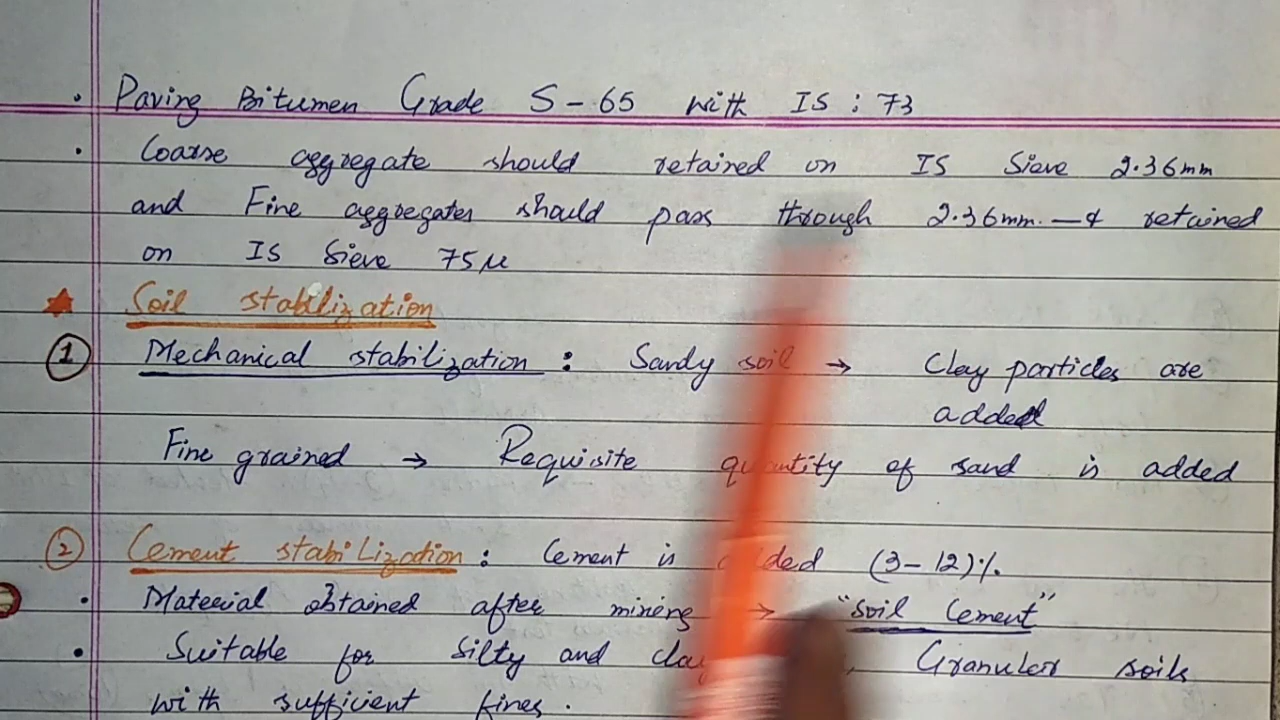 • Paving Bitumen Grade S-65 with IS: 73
• Coarse aggregate should retained on IS Sieve 2.36mm
and Fine aggregates should pass through 2.36mm. — & retained
on IS Sieve 75μ
★ Soil stabilization
① Mechanical stabilization : Sandy soil → Clay particles are
added
Fine grained → Requisite quantity of sand is added
② Cement stabilization : Cement is added (3-12)%.
• Material obtained after mixing → "Soil Cement"
• Suitable for Silty and , Granular soils
with sufficient fines.